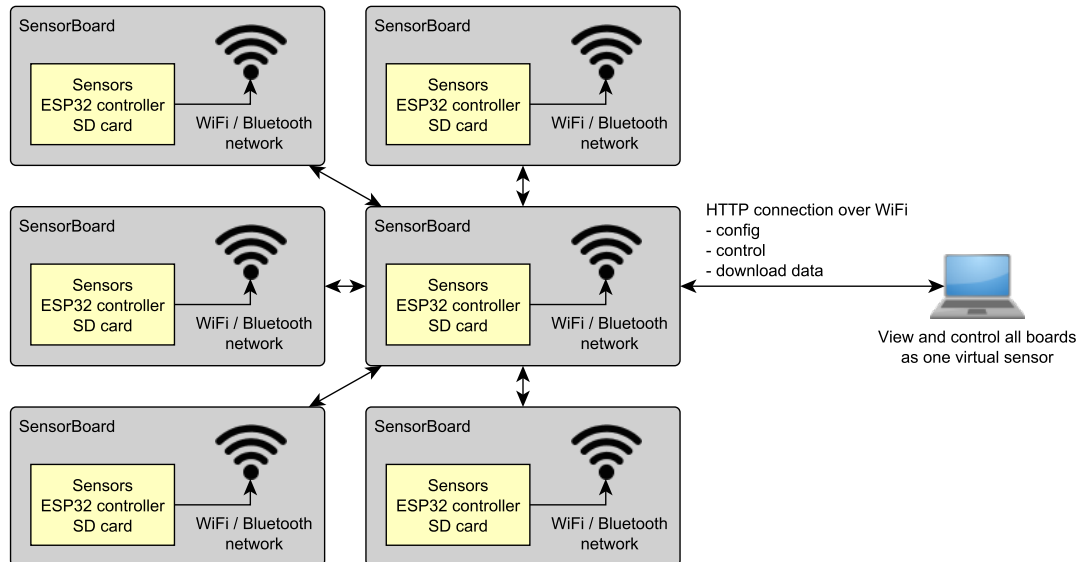 SensorBoard
Sensors
ESP32 controller
SD card
WiFi / Bluetooth
network
SensorBoard
Sensors
ESP32 controller
SD card
WiFi / Bluetooth
network
SensorBoard
Sensors
ESP32 controller
SD card
WiFi / Bluetooth
network
SensorBoard
Sensors
ESP32 controller
SD card
WiFi / Bluetooth
network
HTTP connection over WiFi
- config
- control
- download data
View and control all boards
as one virtual sensor
SensorBoard
Sensors
ESP32 controller
SD card
WiFi / Bluetooth
network
SensorBoard
Sensors
ESP32 controller
SD card
WiFi / Bluetooth
network